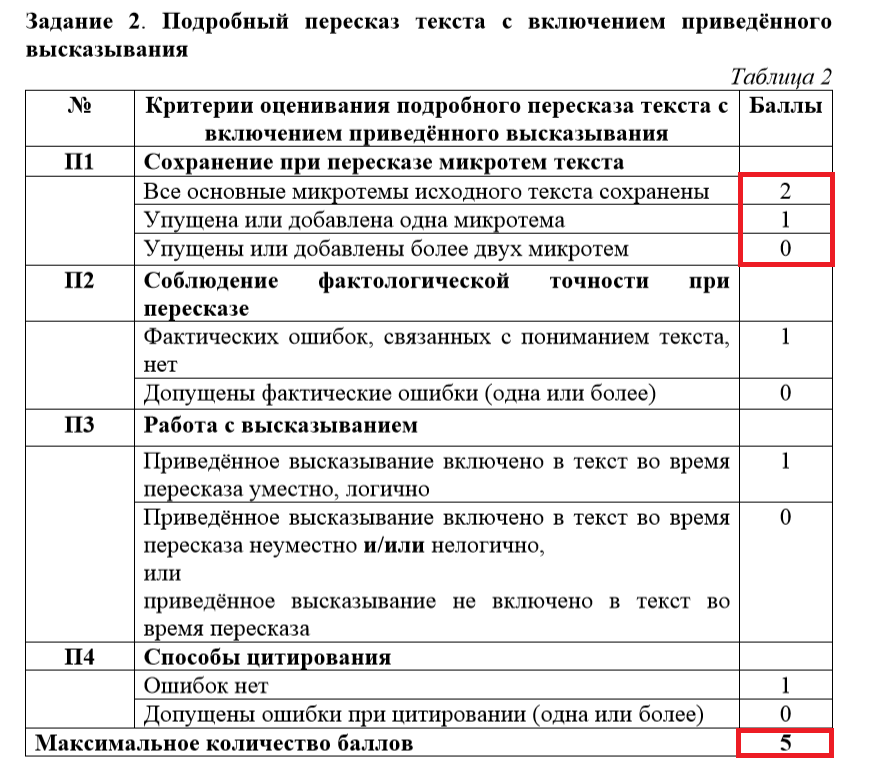 Задание 2. Подробный пересказ текста с включением приведённого
высказывания
Таблица 2
№ Критерии оценивания подробного пересказа текста с Баллы
включением приведённого высказывания
П1 Сохранение при пересказе микротем текста
Все основные микротемы исходного текста сохранены 2
Упущена или добавлена одна микротема 1
Упущены или добавлены более двух микротем 0
П2 Соблюдение фактологической точности при
пересказе
Фактических ошибок, связанных с пониманием текста, 1
нет
Допущены фактические ошибки (одна или более) 0
П3 Работа с высказыванием
Приведённое высказывание включено в текст во время 1
пересказа уместно, логично
Приведённое высказывание включено в текст во время 0
пересказа неуместно и/или нелогично,
или
приведённое высказывание не включено в текст во
время пересказа
П4 Способы цитирования
Ошибок нет 1
Допущены ошибки при цитировании (одна или более) 0
Максимальное количество баллов 5